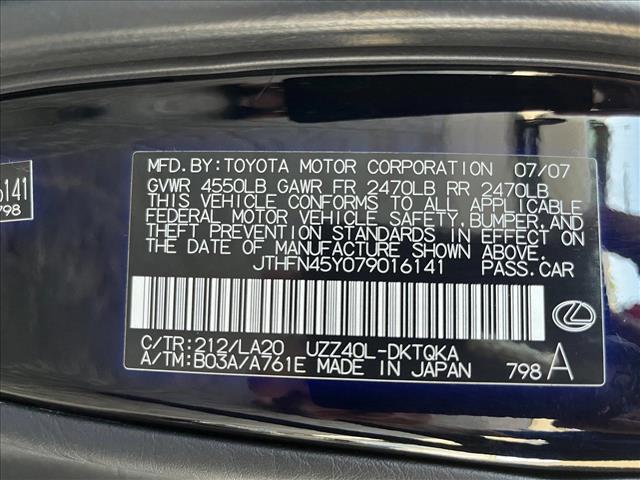 MFD.BY:TOYOTA MOTOR CORPORATION 07/07
GVWR 4550LB GAWR FR 2470LB RR 2470LB
THIS VEHICLE CONFORMS TO ALL APPLICABLE
FEDERAL MOTOR VEHICLE SAFETY,BUMPER,AND
THEFT PREVENTION STANDARDS IN EFFECT ON
THE DATE OF MANUFACTURE SHOWN ABOVE.
JTHFN45Y079016141 PASS.CAR
C/TR:212/LA20 UZZ40L-DKTQKA
A/TM:B03A/A761E MADE IN JAPAN 798 A
6141
798